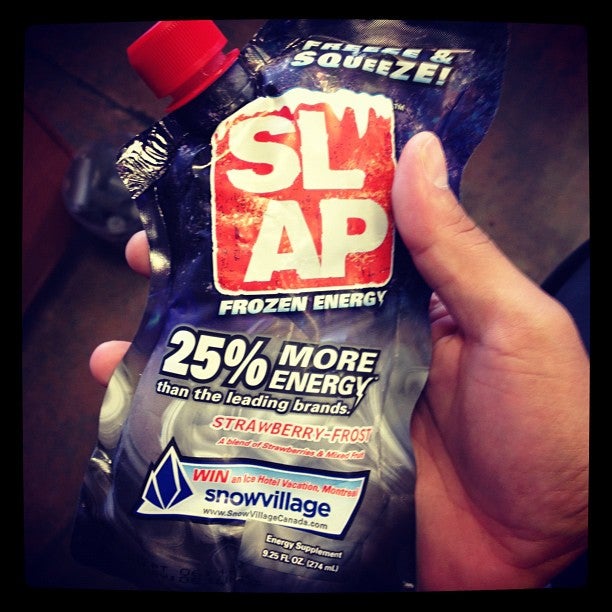 FREEZE &
SQUEEZE!
SL
AP
TM
FROZEN ENERGY
25% MORE
ENERGY*
than the leading brands.
STRAWBERRY-FROST
A blend of Strawberries & Mixed Fruit
WIN an Ice Hotel Vacation, Montreal
snowvillage
www.SnowVillageCanada.com
Energy Supplement
9.25 FL OZ (274 mL)